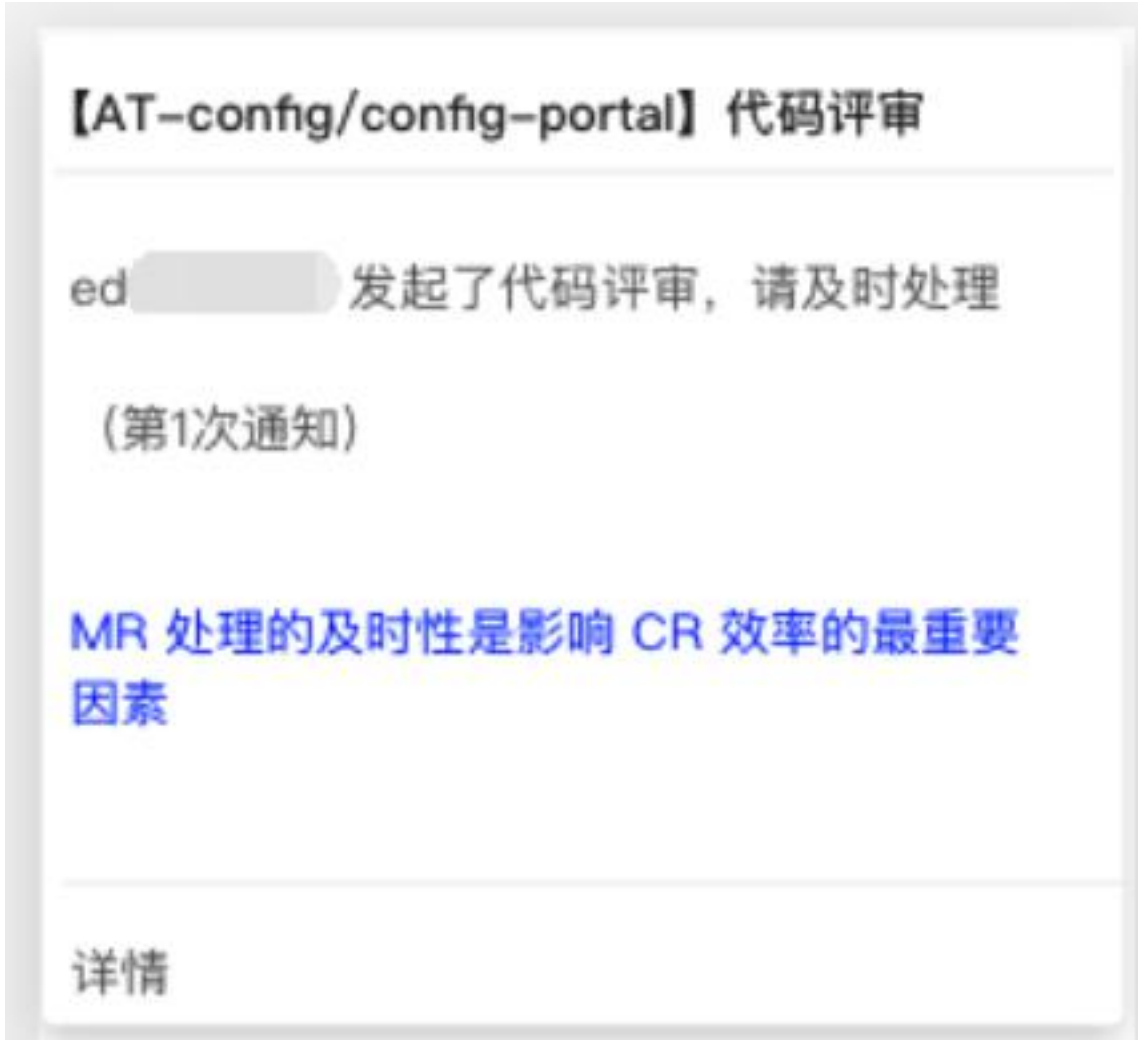 【AT-config/config-portal】代码评审
ed 发起了代码评审，请及时处理
（第1次通知）
MR 处理的及时性是影响 CR 效率的最重要
因素
详情